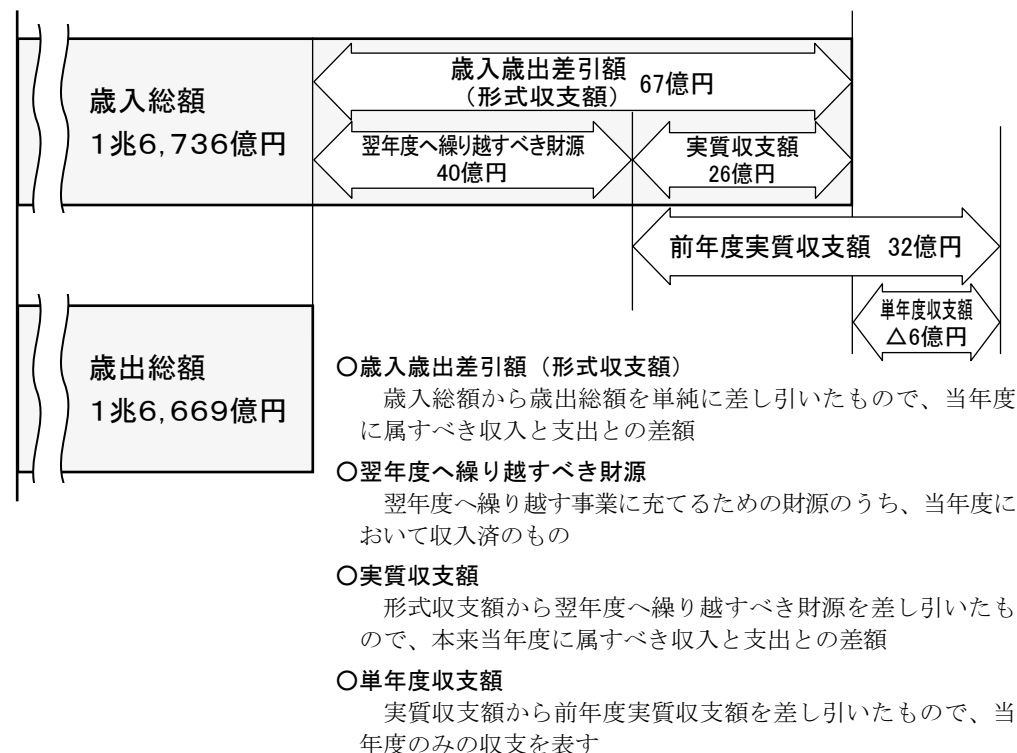 歳入総額
1兆6,736億円
歳入歳出差引額
（形式収支額）
67億円
翌年度へ繰り越すべき財源
40億円
実質収支額
26億円
前年度実質収支額 32億円
単年度収支額
△6億円
歳出総額
1兆6,669億円
○歳入歳出差引額（形式収支額）
歳入総額から歳出総額を単純に差し引いたもので、当年度
に属すべき収入と支出との差額
○翌年度へ繰り越すべき財源
翌年度へ繰り越す事業に充てるための財源のうち、当年度に
おいて収入済のもの
○実質収支額
形式収支額から翌年度へ繰り越すべき財源を差し引いたも
ので、本来当年度に属すべき収入と支出との差額
○単年度収支額
実質収支額から前年度実質収支額を差し引いたもので、当
年度のみの収支を表す